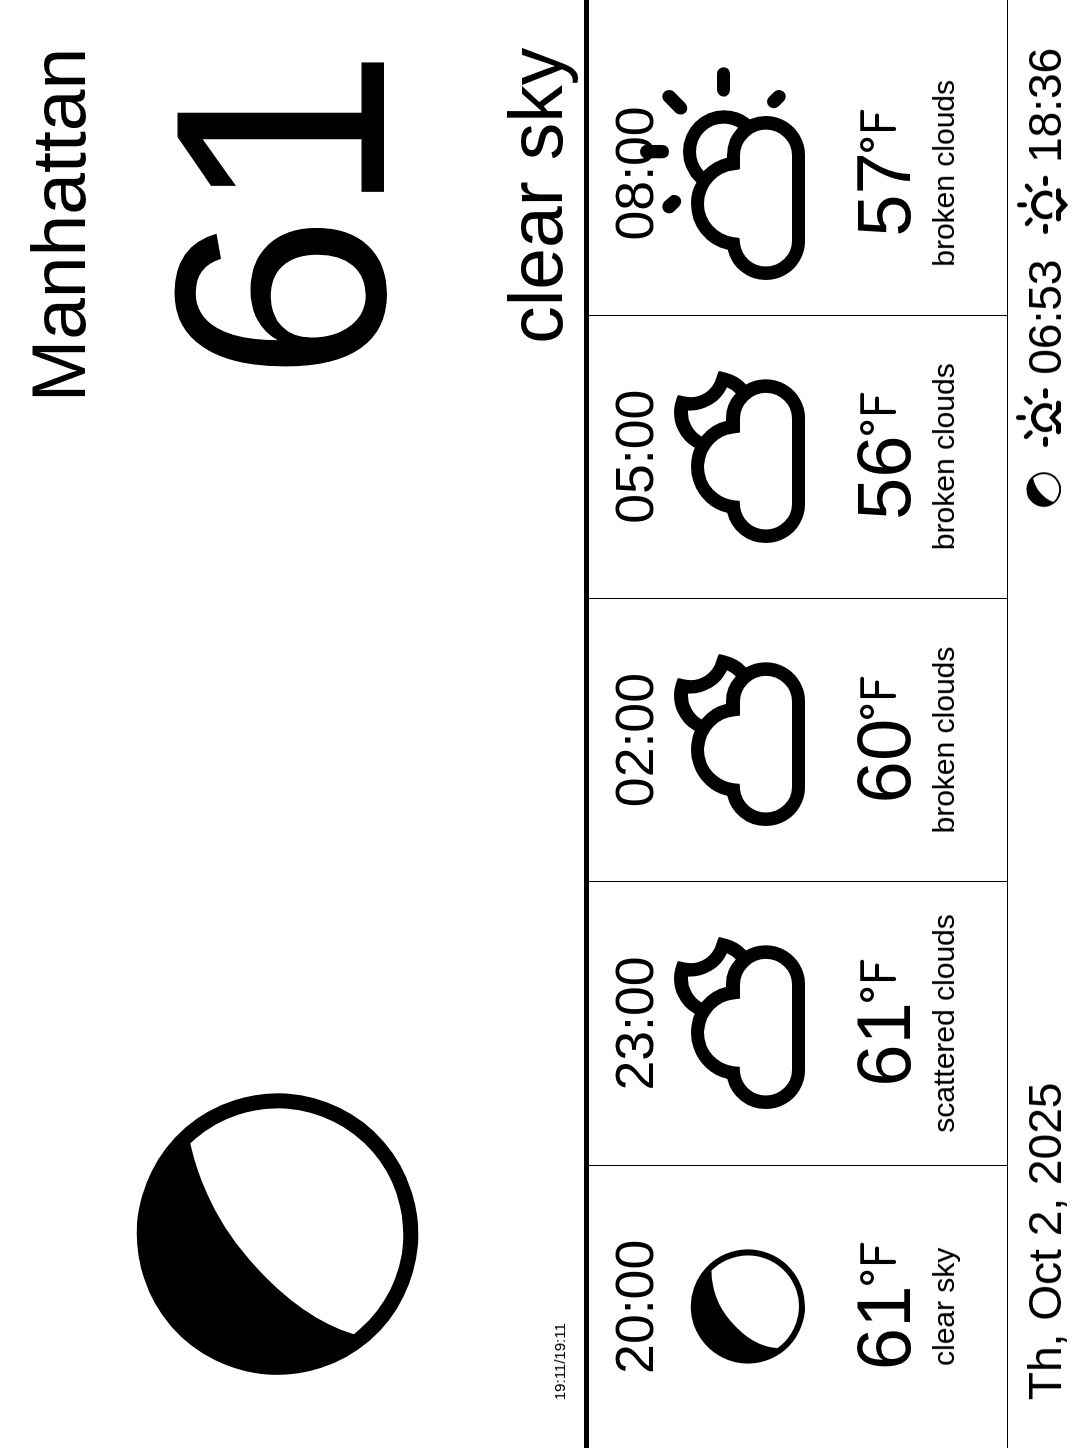 Manhattan
61
clear sky
19:11/19:11
20:00
61°F
clear sky
23:00
61°F
scattered clouds
02:00
60°F
broken clouds
05:00
56°F
broken clouds
08:00
57°F
broken clouds
Th, Oct 2, 2025
06:53 18:36